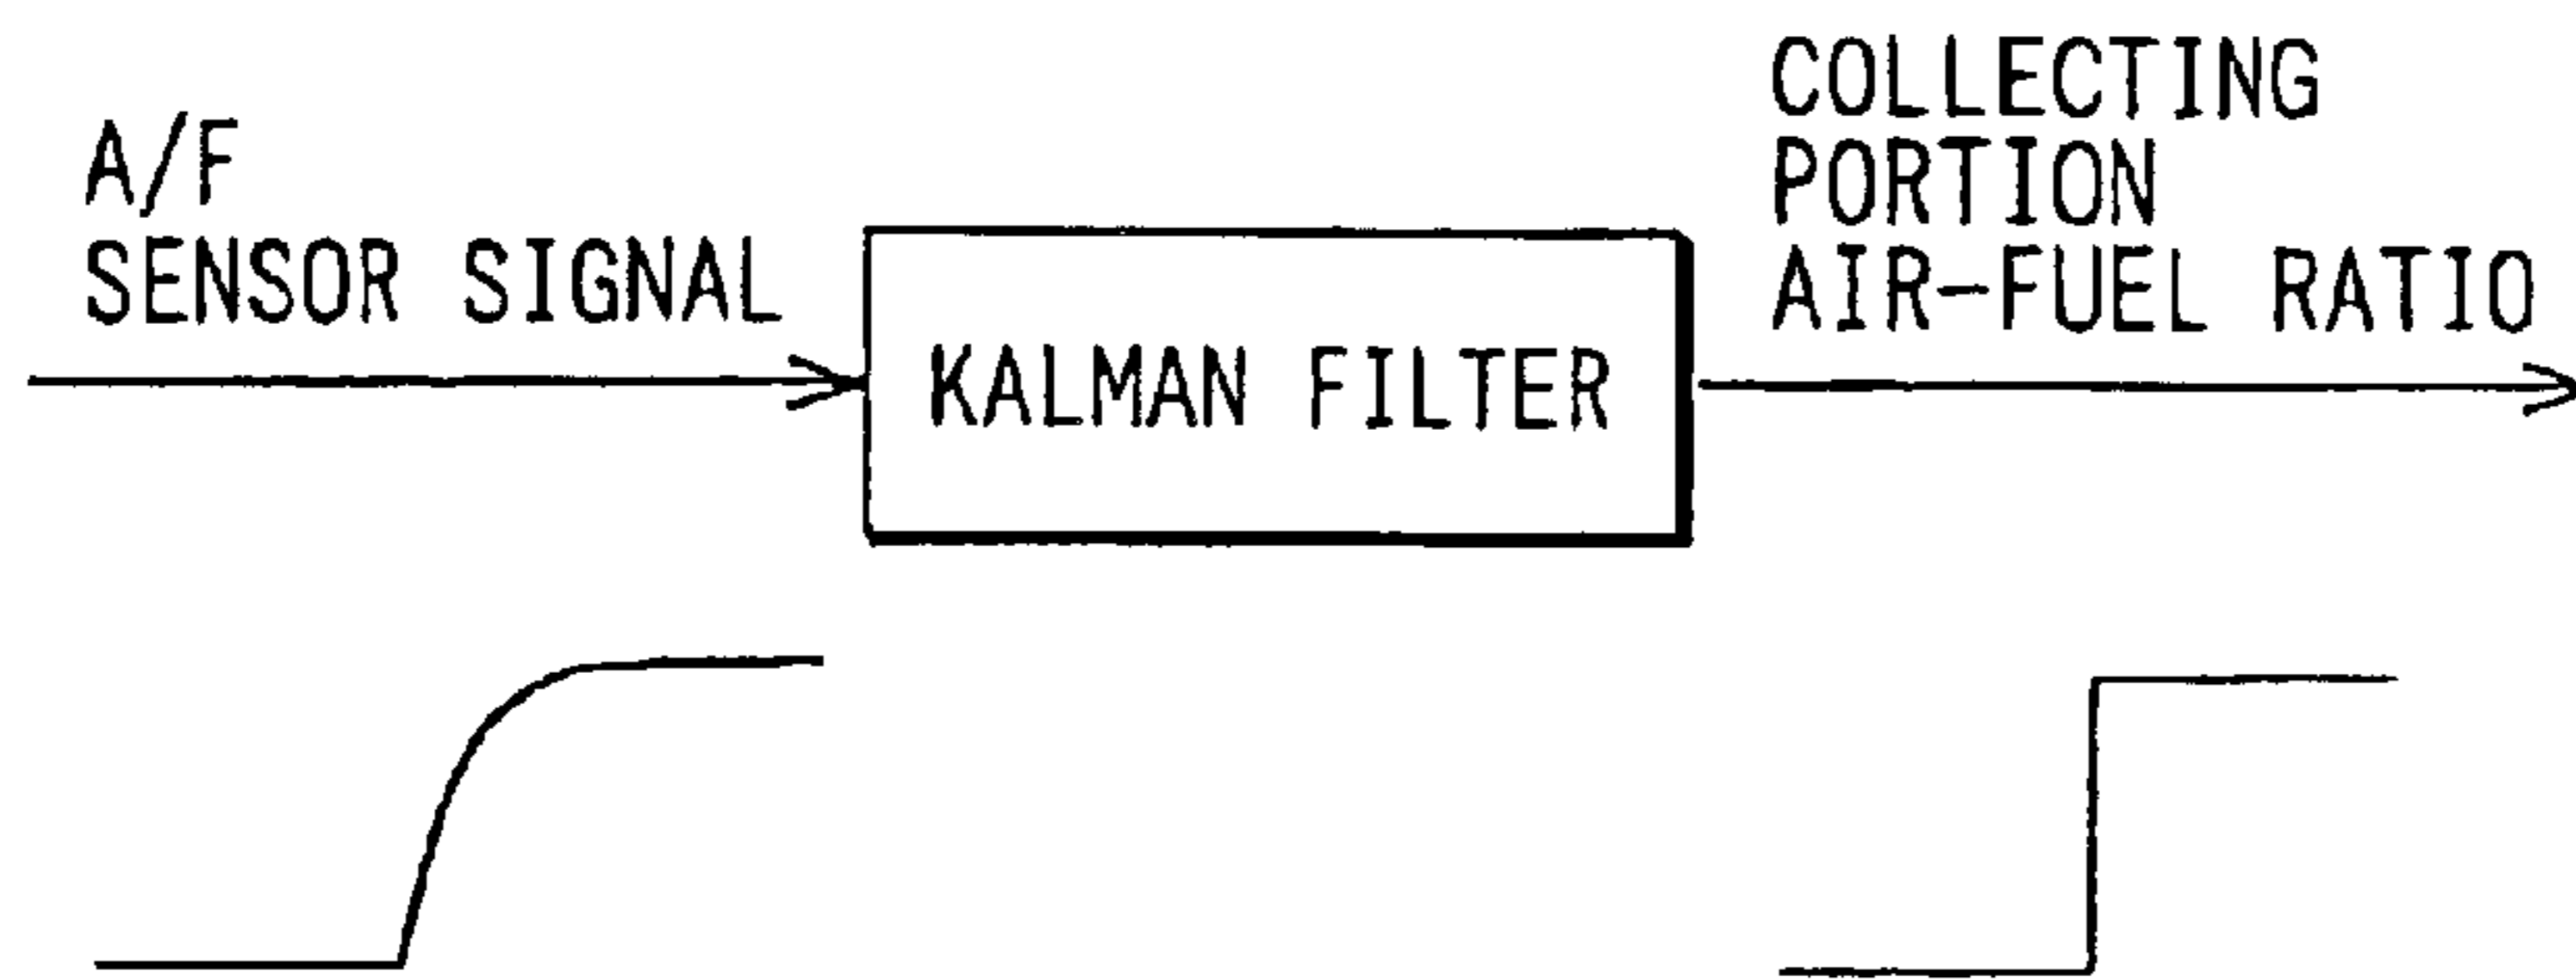 A/F
SENSOR SIGNAL
KALMAN FILTER
COLLECTING
PORTION
AIR-FUEL RATIO